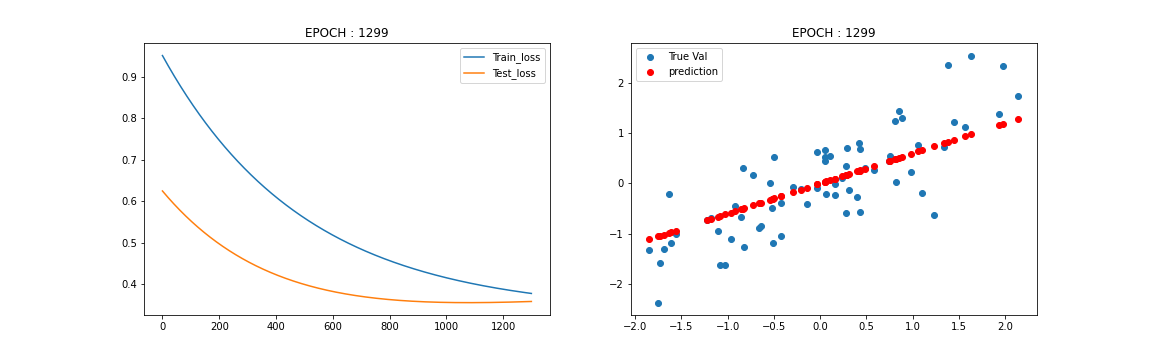 EPOCH : 1299
Train_loss
Test_loss
0.9
0.8
0.7
0.6
0.5
0.4
0 200 400 600 800 1000 1200
EPOCH : 1299
True Val
prediction
2
1
0
−1
−2
−2.0 −1.5 −1.0 −0.5 0.0 0.5 1.0 1.5 2.0